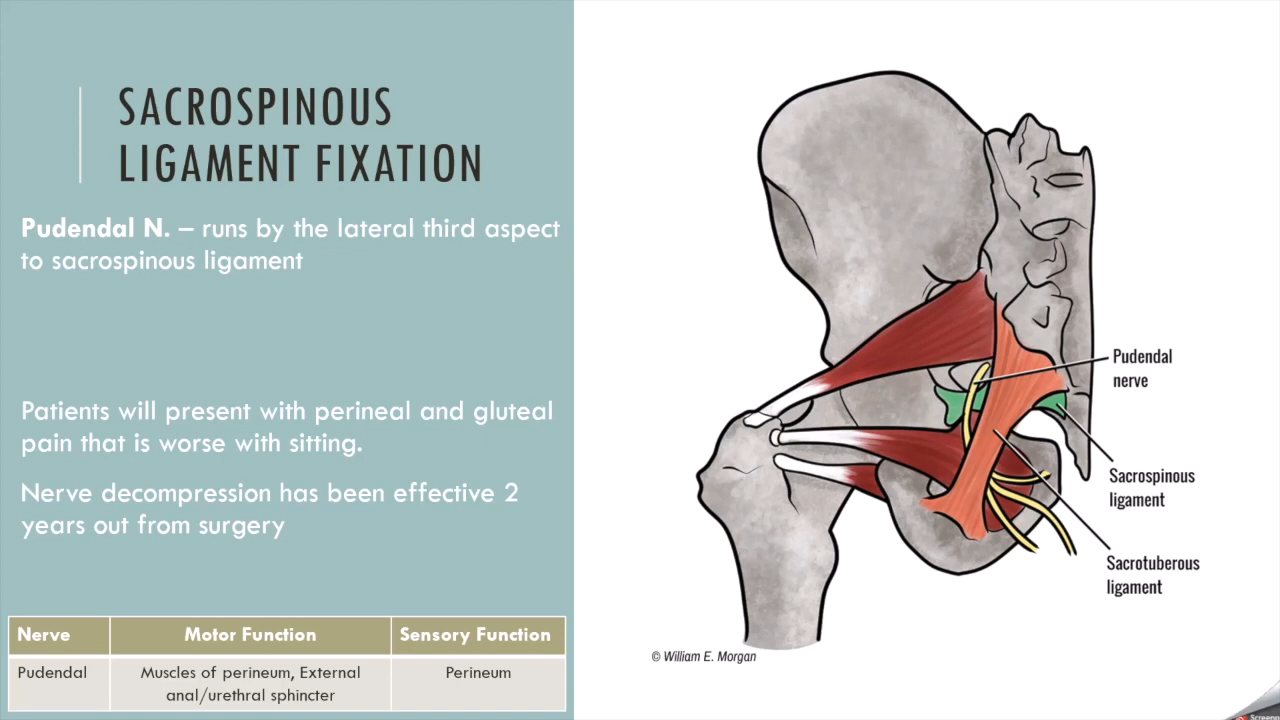 SACROSPINOUS
LIGAMENT FIXATION
Pudendal N. – runs by the lateral third aspect
to sacrospinous ligament
Patients will present with perineal and gluteal
pain that is worse with sitting.
Nerve decompression has been effective 2
years out from surgery
Nerve Motor Function Sensory Function
Pudendal Muscles of perineum, External Perineum
anal/urethral sphincter
Pudendal
nerve
Sacrospinous
ligament
Sacrotuberous
ligament
© William E. Morgan